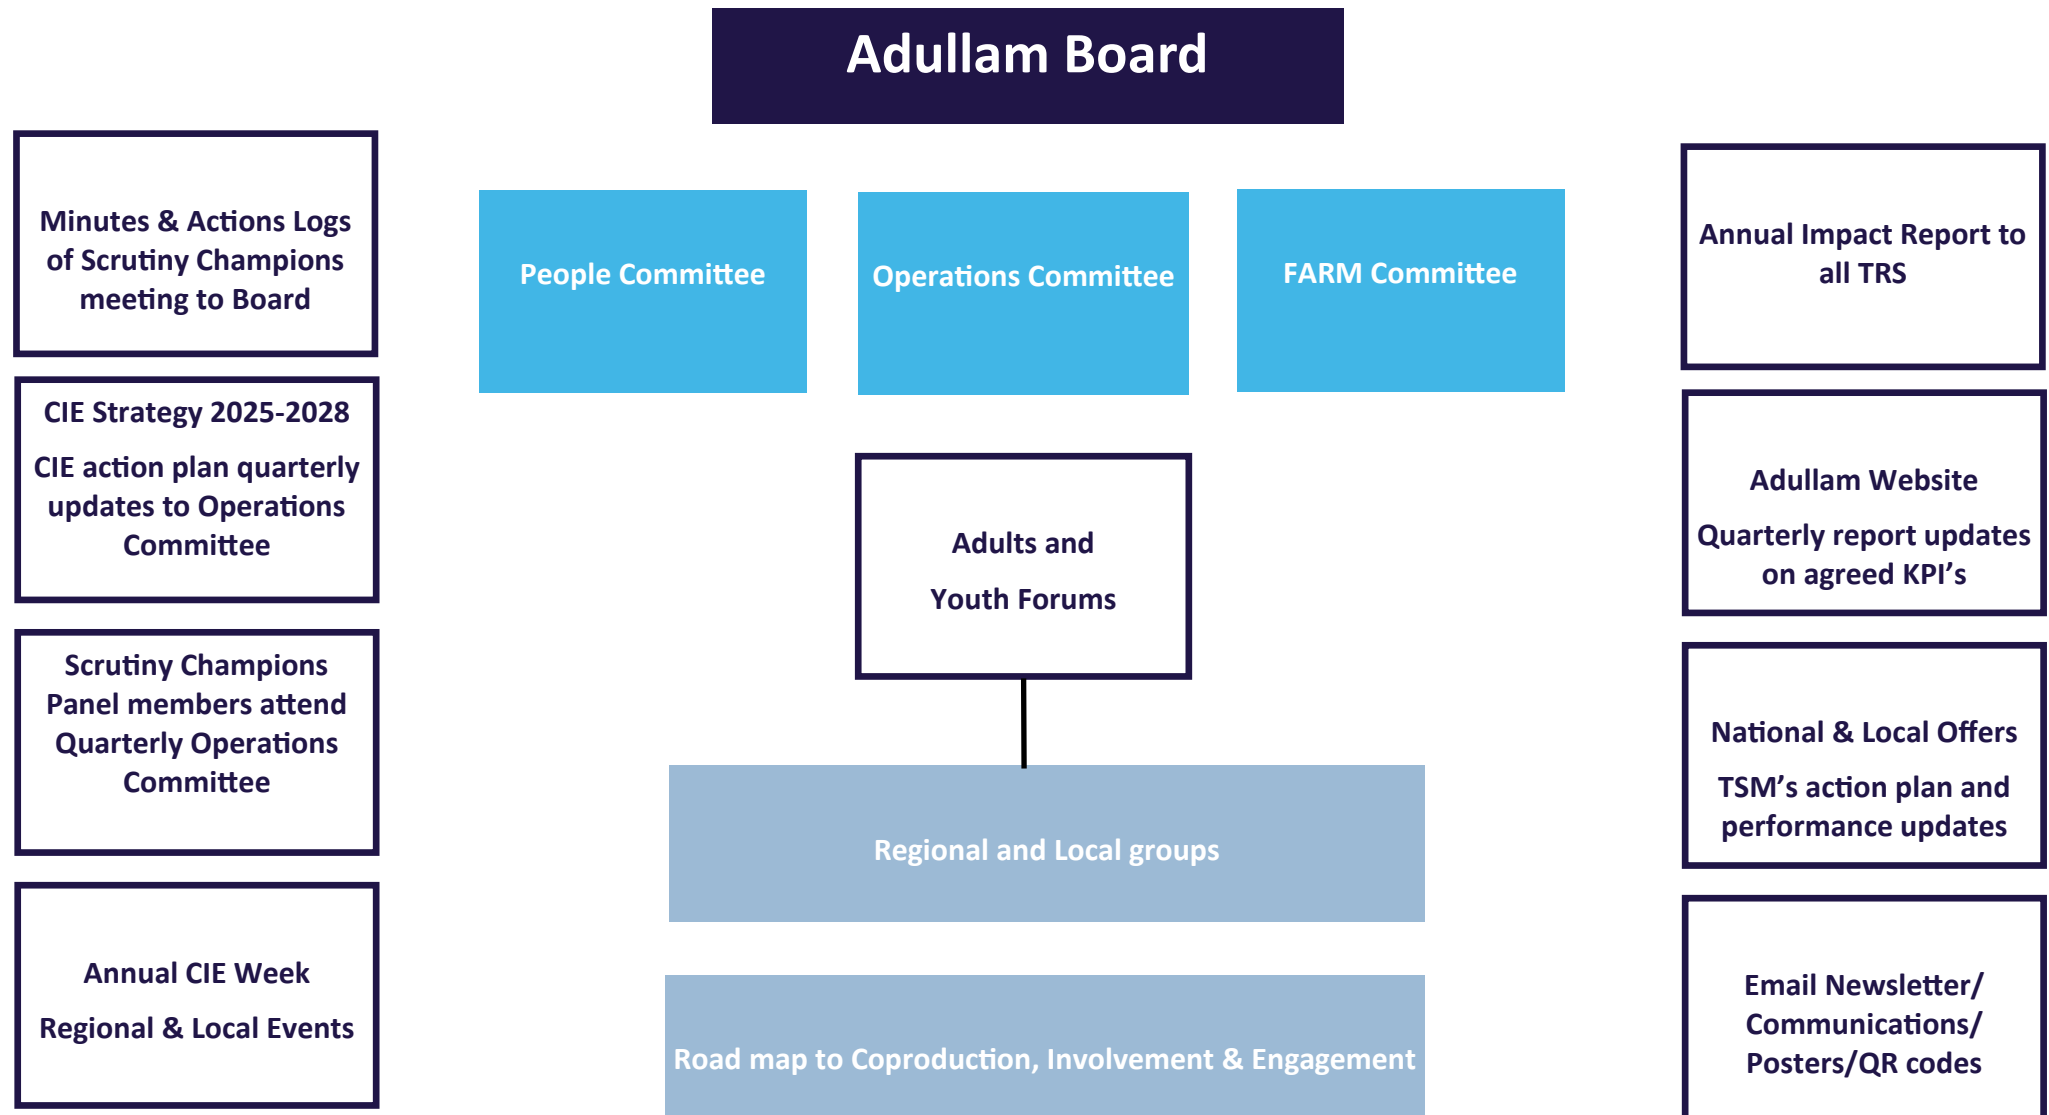 Adullam Board
Minutes & Actions Logs
of Scrutiny Champions
meeting to Board
People Committee
Operations Committee
FARM Committee
Annual Impact Report to
all TRS
CIE Strategy 2025-2028
CIE action plan quarterly
updates to Operations
Committee
Adults and
Youth Forums
Adullam Website
Quarterly report updates
on agreed KPI’s
Scrutiny Champions
Panel members attend
Quarterly Operations
Committee
Regional and Local groups
National & Local Offers
TSM’s action plan and
performance updates
Annual CIE Week
Regional & Local Events
Road map to Coproduction, Involvement & Engagement
Email Newsletter/
Communications/
Posters/QR codes